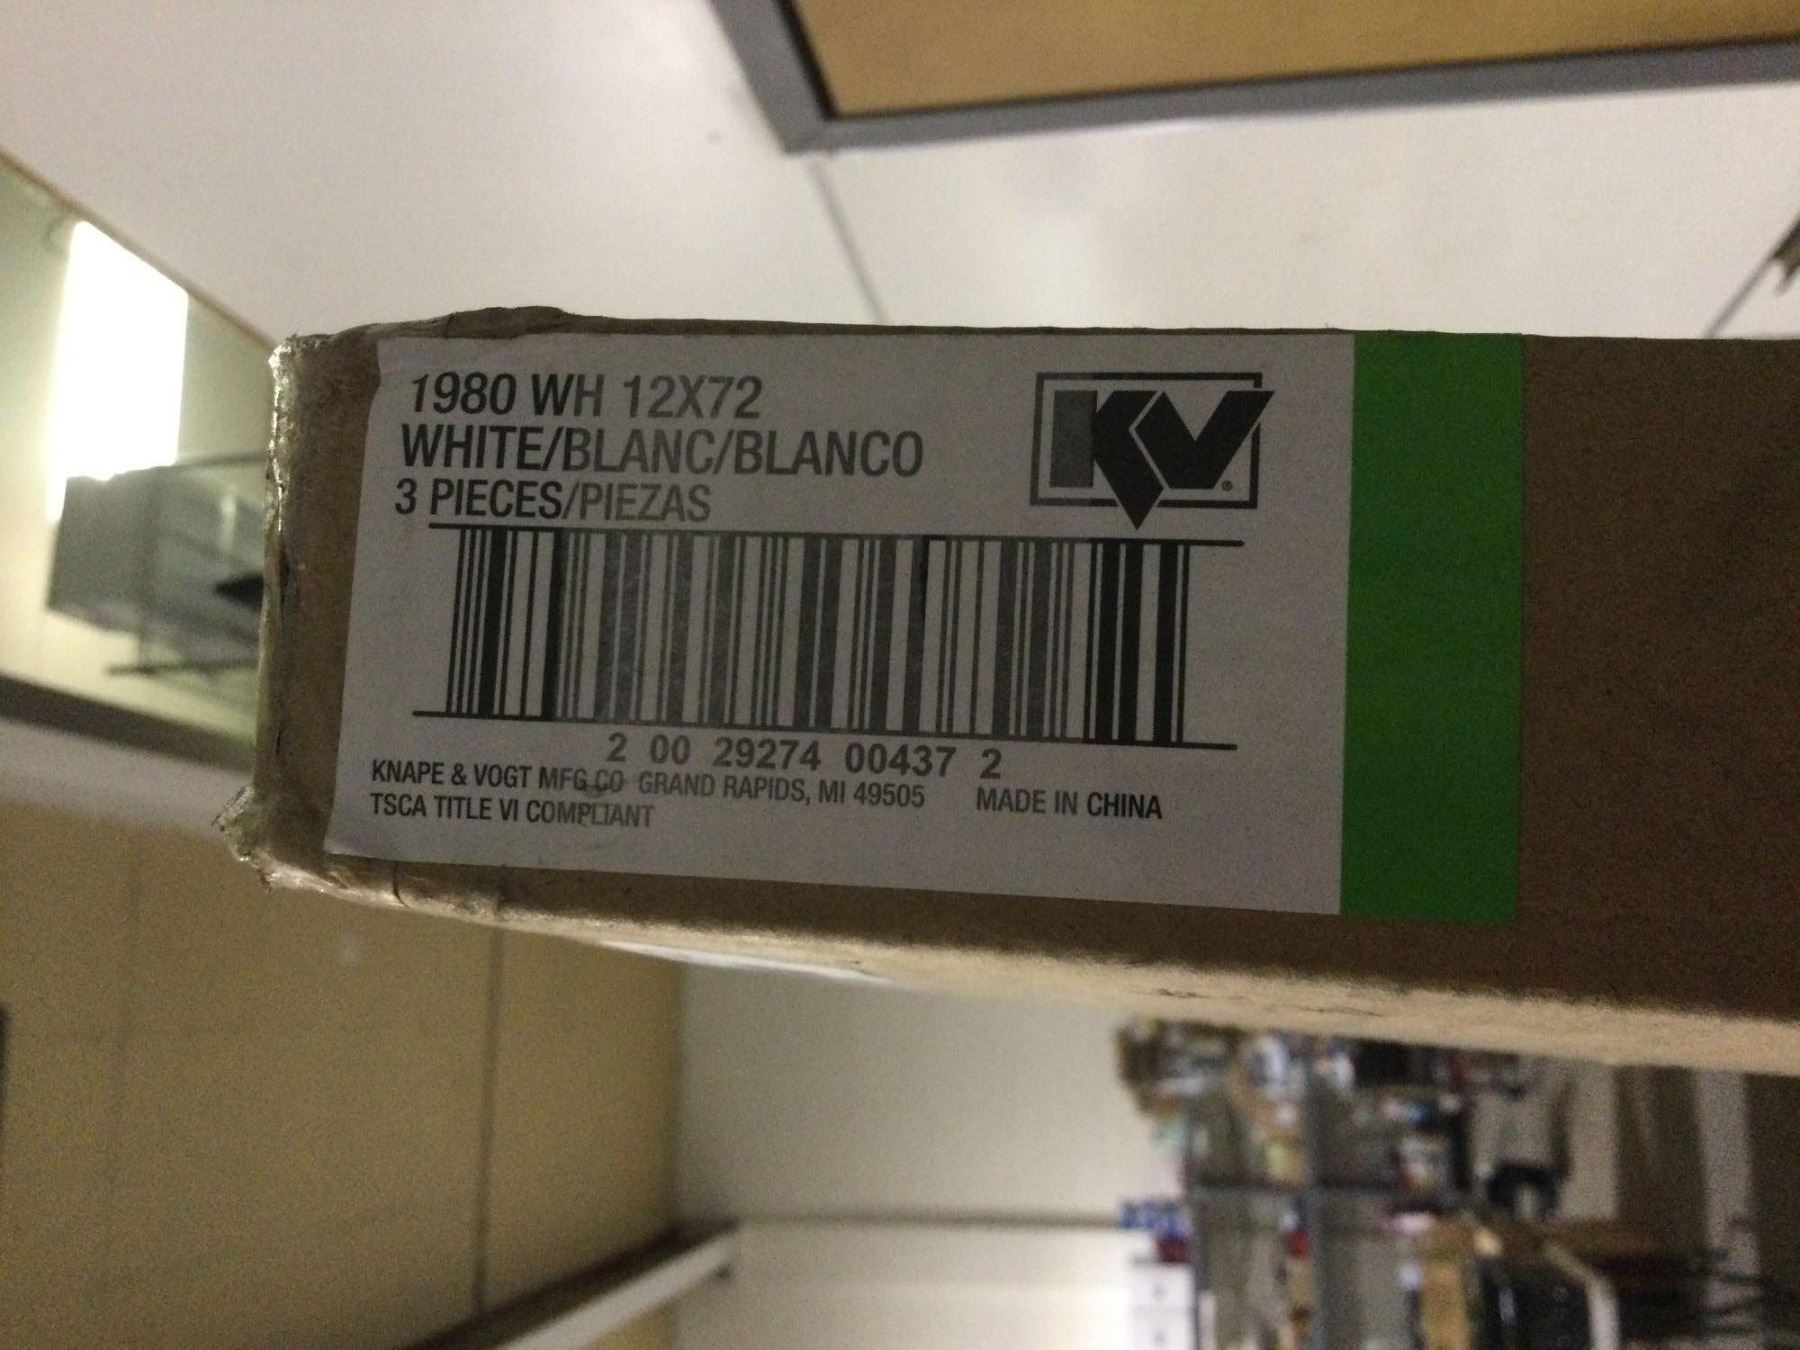 1980 WH 12X72
WHITE/BLANC/BLANCO
3 PIECES/PIEZAS
KV®
2 00 29274 00437 2
KNAPE & VOGT MFG.CO GRAND RAPIDS, MI 49505 MADE IN CHINA
TSCA TITLE VI COMPLIANT